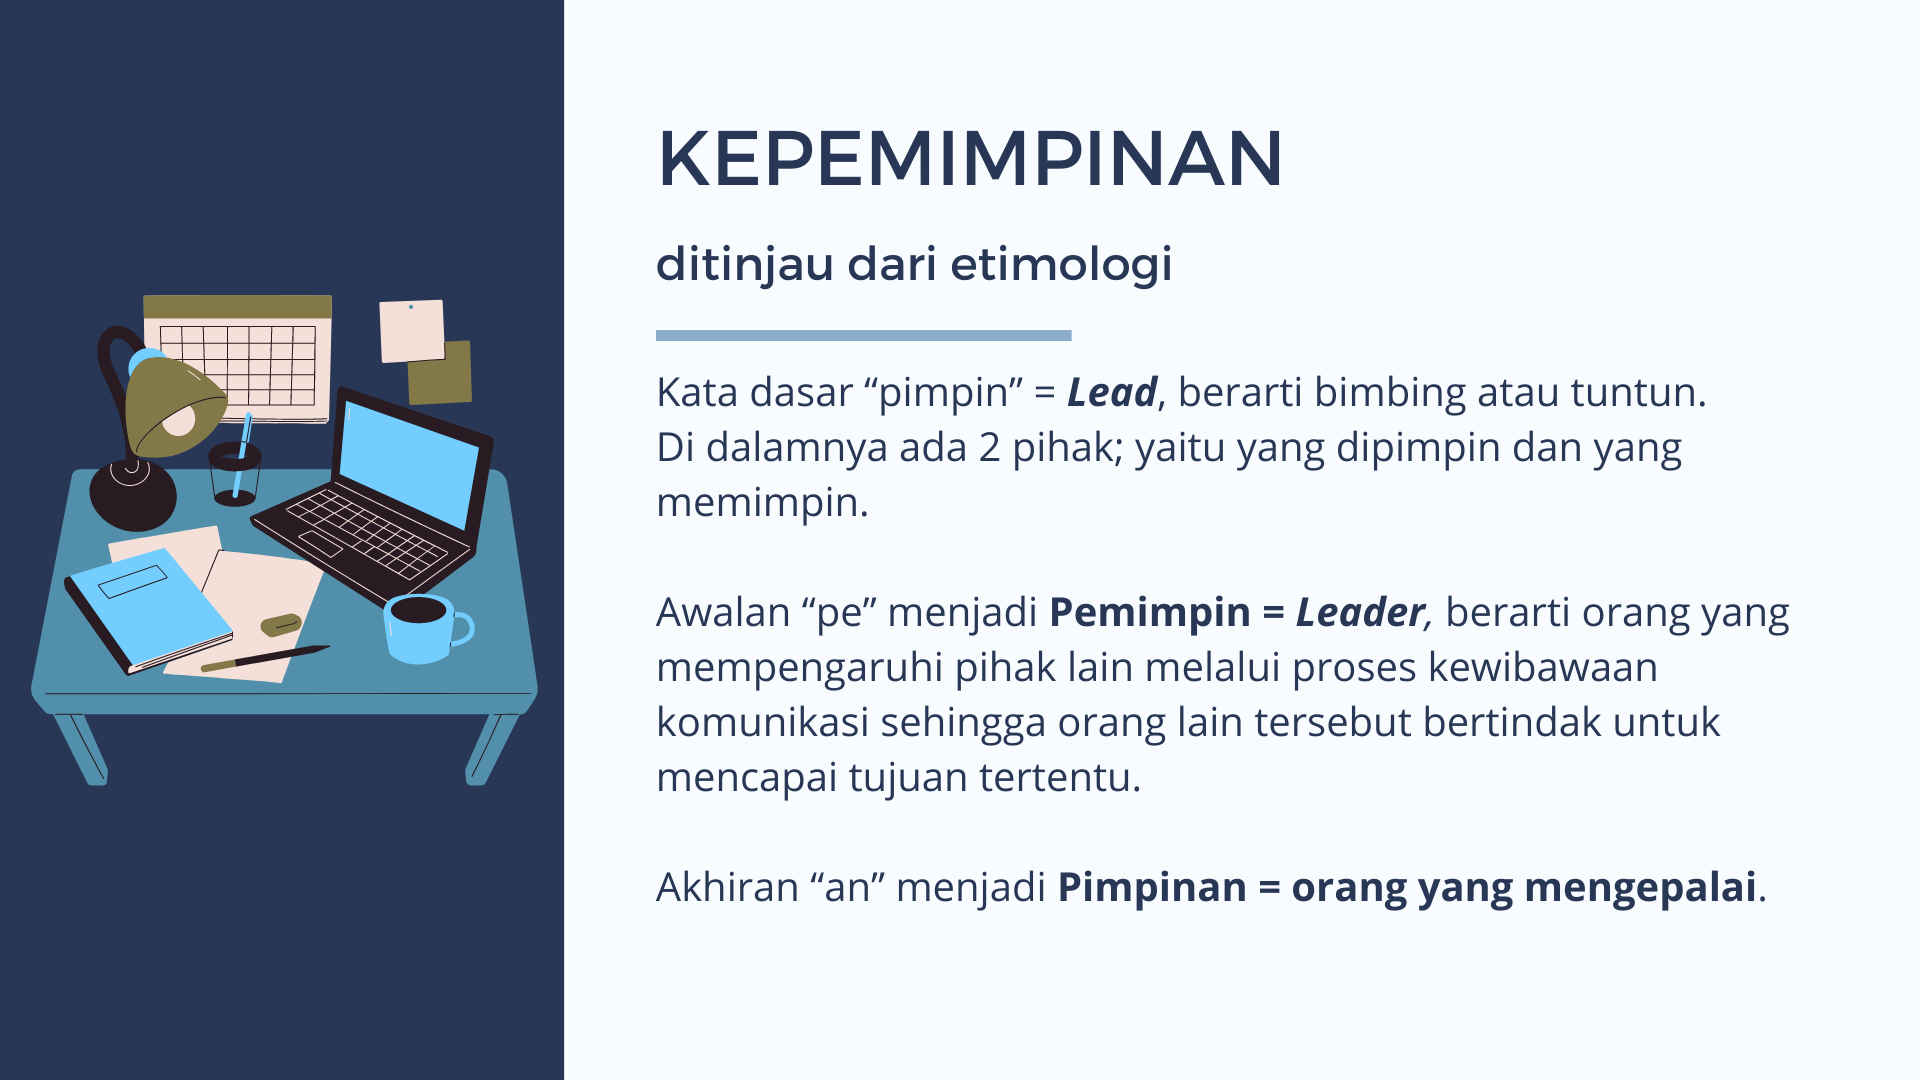 KEPEMIMPINAN
ditinjau dari etimologi
Kata dasar “pimpin” = Lead, berarti bimbing atau tuntun.
Di dalamnya ada 2 pihak; yaitu yang dipimpin dan yang
memimpin.
Awalan “pe” menjadi Pemimpin = Leader, berarti orang yang
mempengaruhi pihak lain melalui proses kewibawaan
komunikasi sehingga orang lain tersebut bertindak untuk
mencapai tujuan tertentu.
Akhiran “an” menjadi Pimpinan = orang yang mengepalai.